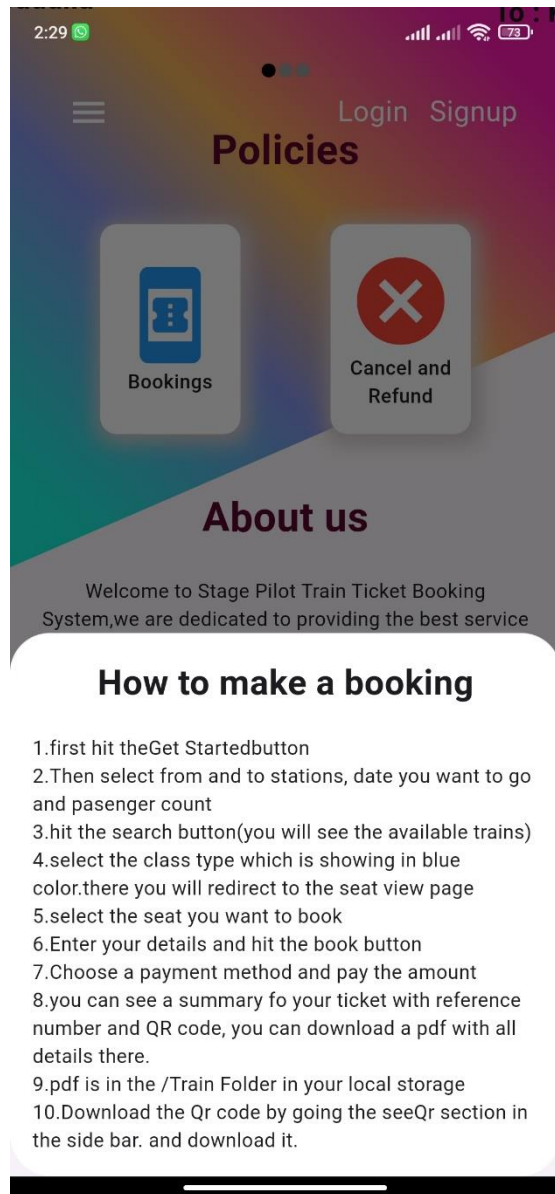 2:29
73
Login Signup
Policies
Bookings
Cancel and
Refund
About us
Welcome to Stage Pilot Train Ticket Booking
System,we are dedicated to providing the best service
How to make a booking
1.first hit theGet Startedbutton
2.Then select from and to stations, date you want to go
and pasenger count
3.hit the search button(you will see the available trains)
4.select the class type which is showing in blue
color.there you will redirect to the seat view page
5.select the seat you want to book
6.Enter your details and hit the book button
7.Choose a payment method and pay the amount
8.you can see a summary fo your ticket with reference
number and QR code, you can download a pdf with all
details there.
9.pdf is in the /Train Folder in your local storage
10.Download the Qr code by going the seeQr section in
the side bar. and download it.